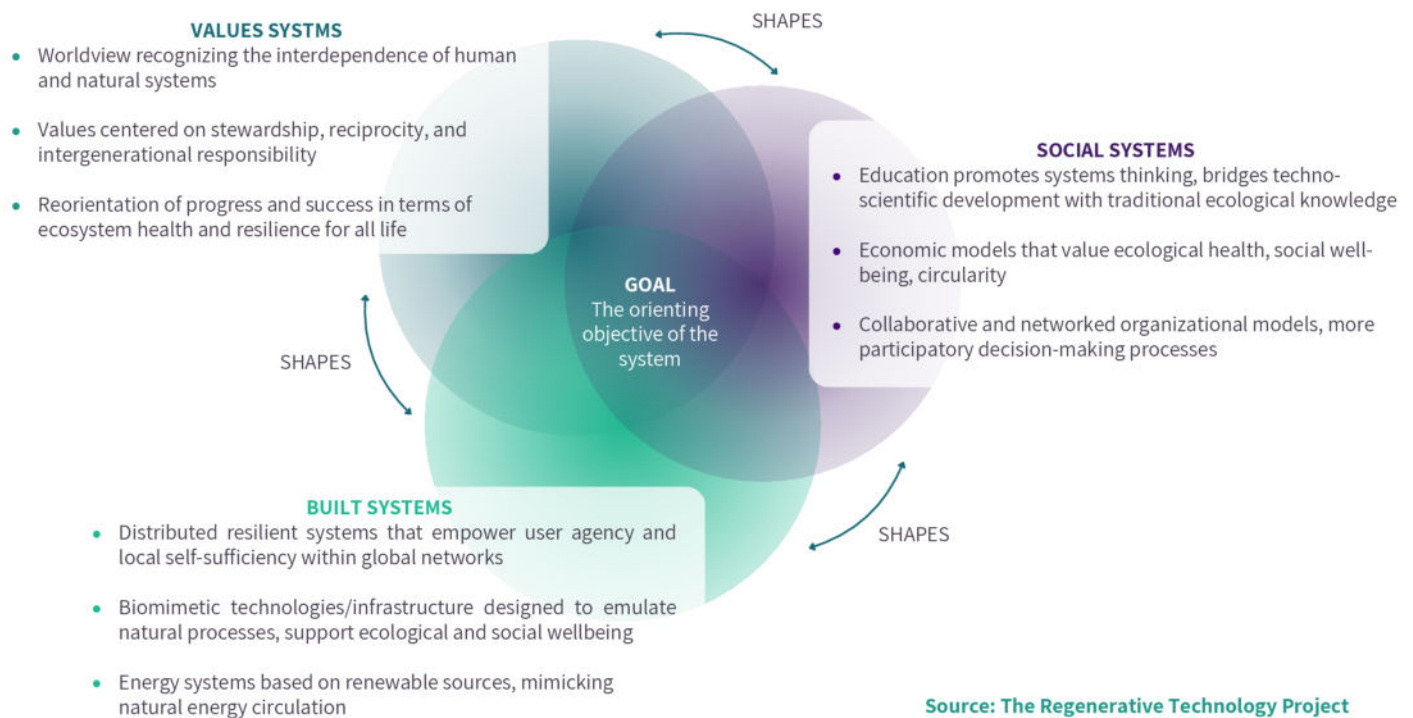 VALUES SYSTMS
• Worldview recognizing the interdependence of human
and natural systems
• Values centered on stewardship, reciprocity, and
intergenerational responsibility
• Reorientation of progress and success in terms of
ecosystem health and resilience for all life
SHAPES
SOCIAL SYSTEMS
• Education promotes systems thinking, bridges techno-
scientific development with traditional ecological knowledge
• Economic models that value ecological health, social well-
being, circularity
• Collaborative and networked organizational models, more
participatory decision-making processes
GOAL
The orienting
objective of the
system
SHAPES
SHAPES
BUILT SYSTEMS
• Distributed resilient systems that empower user agency and
local self-sufficiency within global networks
• Biomimetic technologies/infrastructure designed to emulate
natural processes, support ecological and social wellbeing
• Energy systems based on renewable sources, mimicking
natural energy circulation
Source: The Regenerative Technology Project